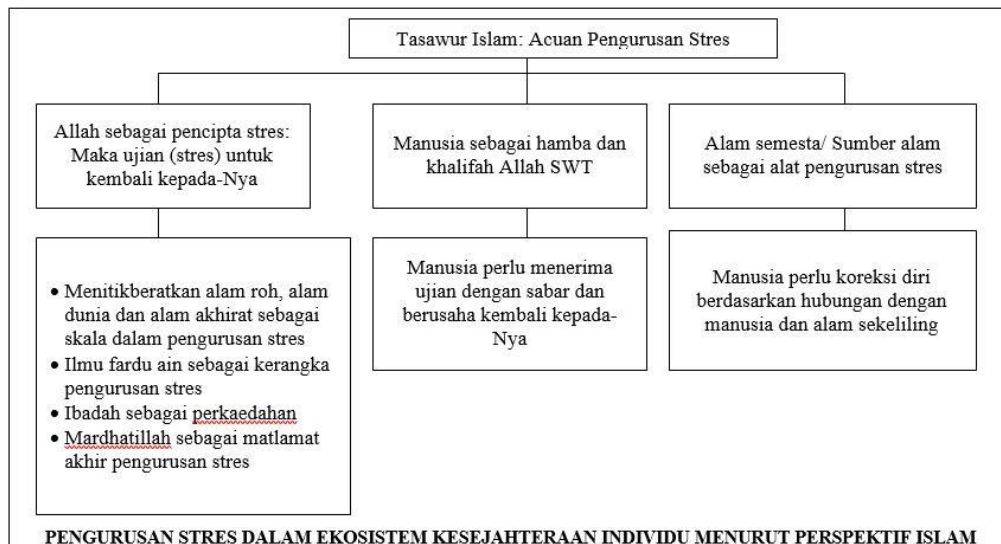 Tasawur Islam: Acuan Pengurusan Stres
Allah sebagai pencipta stres:
Maka ujian (stres) untuk
kembali kepada-Nya
Manusia sebagai hamba dan
khalifah Allah SWT
Alam semesta/ Sumber alam
sebagai alat pengurusan stres
• Menitikberatkan alam roh, alam
dunia dan alam akhirat sebagai
skala dalam pengurusan stres
• Ilmu fardu ain sebagai kerangka
pengurusan stres
• Ibadah sebagai perkaedahan
• Mardhatillah sebagai matlamat
akhir pengurusan stres
Manusia perlu menerima
ujian dengan sabar dan
berusaha kembali kepada-
Nya
Manusia perlu koreksi diri
berdasarkan hubungan dengan
manusia dan alam sekeliling
PENGURUSAN STRES DALAM EKOSISTEM KESEJAHTERAAN INDIVIDU MENURUT PERSPEKTIF ISLAM